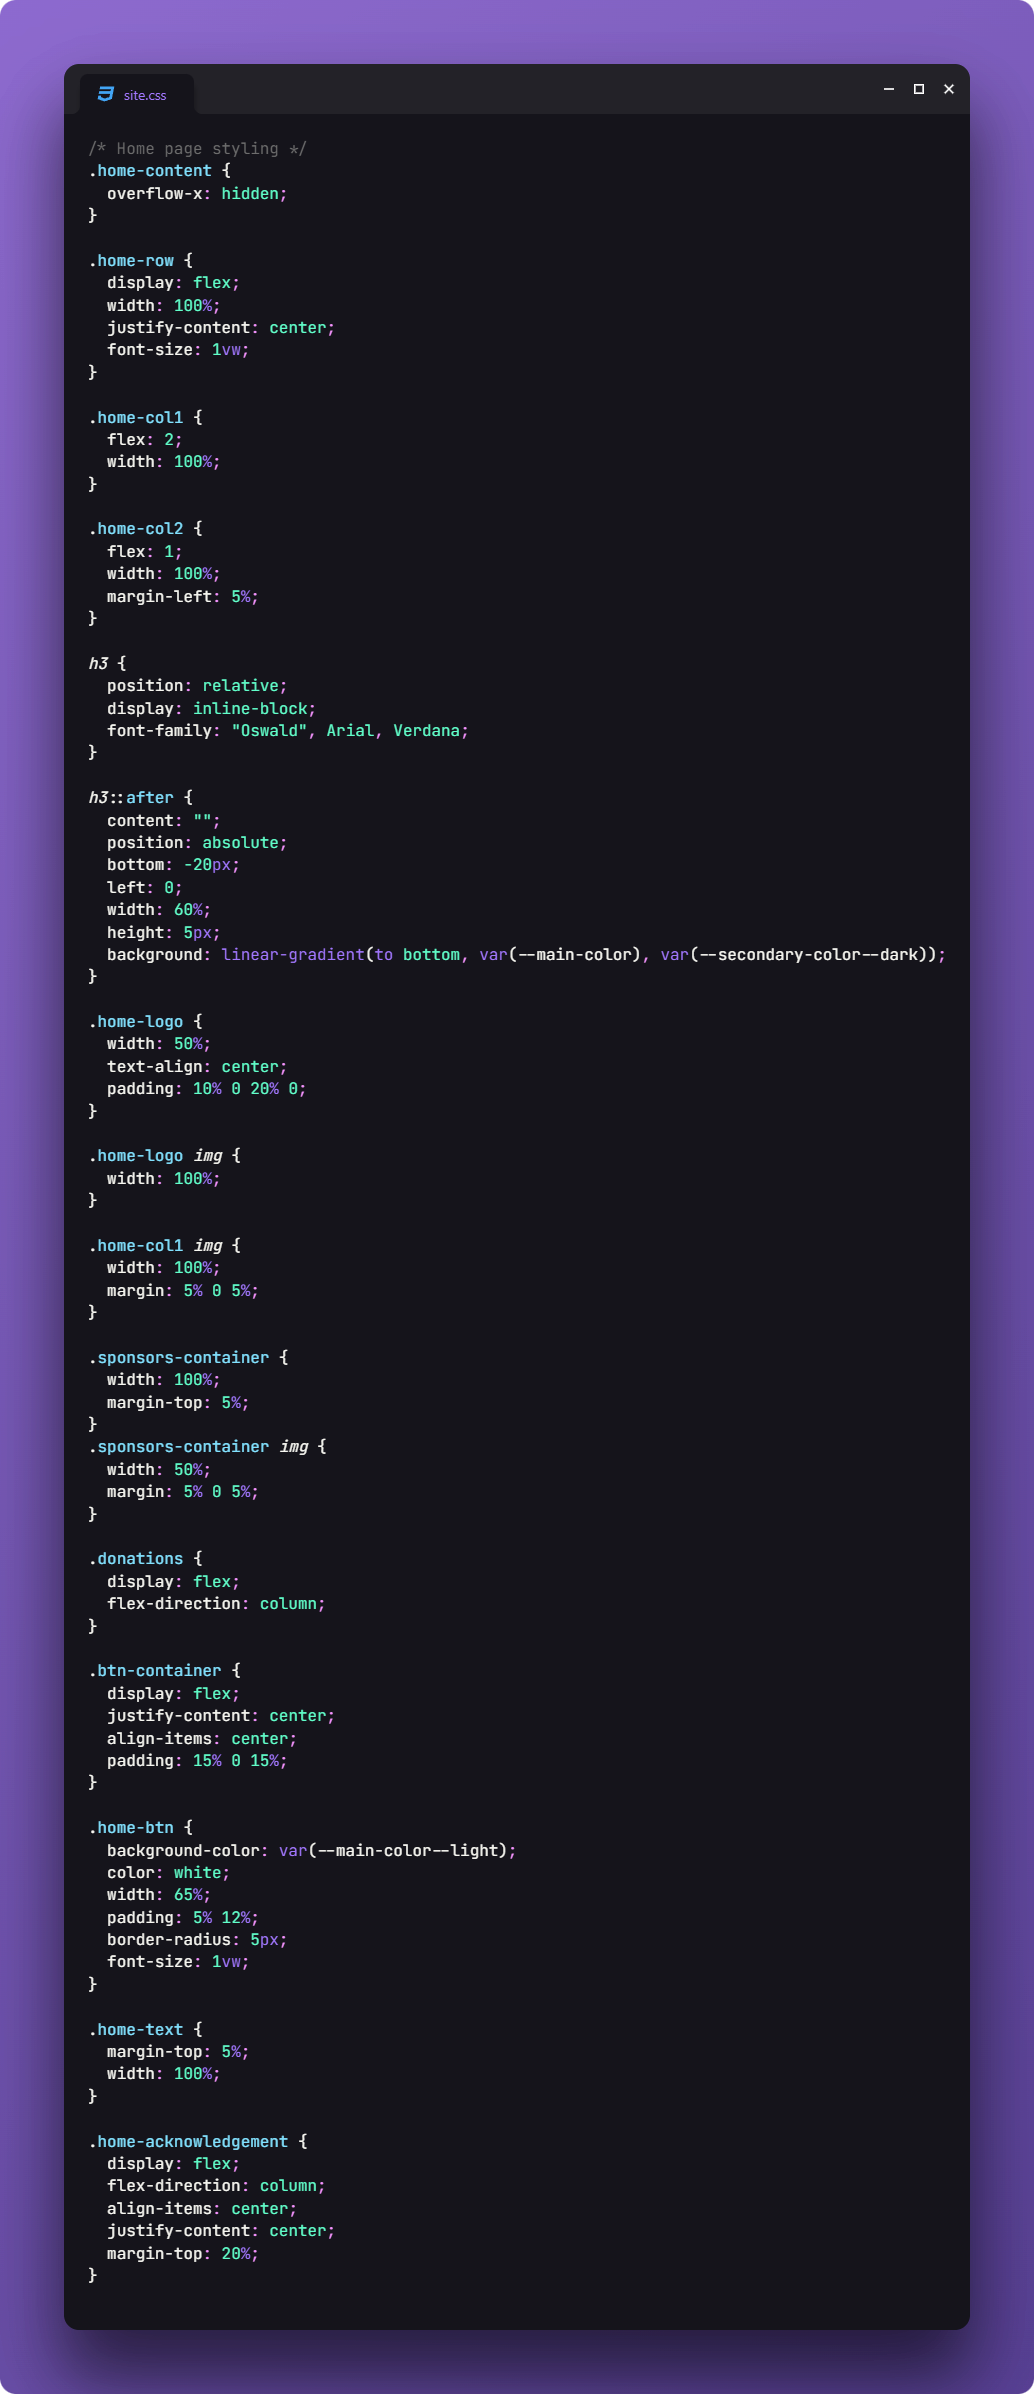 site.css
/* Home page styling */
.home-content {
  overflow-x: hidden;
}

.home-row {
  display: flex;
  width: 100%;
  justify-content: center;
  font-size: 1vw;
}

.home-col1 {
  flex: 2;
  width: 100%;
}

.home-col2 {
  flex: 1;
  width: 100%;
  margin-left: 5%;
}

h3 {
  position: relative;
  display: inline-block;
  font-family: "Oswald", Arial, Verdana;
}

h3::after {
  content: "";
  position: absolute;
  bottom: -20px;
  left: 0;
  width: 60%;
  height: 5px;
  background: linear-gradient(to bottom, var(--main-color), var(--secondary-color--dark));
}

.home-logo {
  width: 50%;
  text-align: center;
  padding: 10% 0 20% 0;
}

.home-logo img {
  width: 100%;
}

.home-col1 img {
  width: 100%;
  margin: 5% 0 5%;
}

.sponsors-container {
  width: 100%;
  margin-top: 5%;
}
.sponsors-container img {
  width: 50%;
  margin: 5% 0 5%;
}

.donations {
  display: flex;
  flex-direction: column;
}

.btn-container {
  display: flex;
  justify-content: center;
  align-items: center;
  padding: 15% 0 15%;
}

.home-btn {
  background-color: var(--main-color--light);
  color: white;
  width: 65%;
  padding: 5% 12%;
  border-radius: 5px;
  font-size: 1vw;
}

.home-text {
  margin-top: 5%;
  width: 100%;
}

.home-acknowledgement {
  display: flex;
  flex-direction: column;
  align-items: center;
  justify-content: center;
  margin-top: 20%;
}